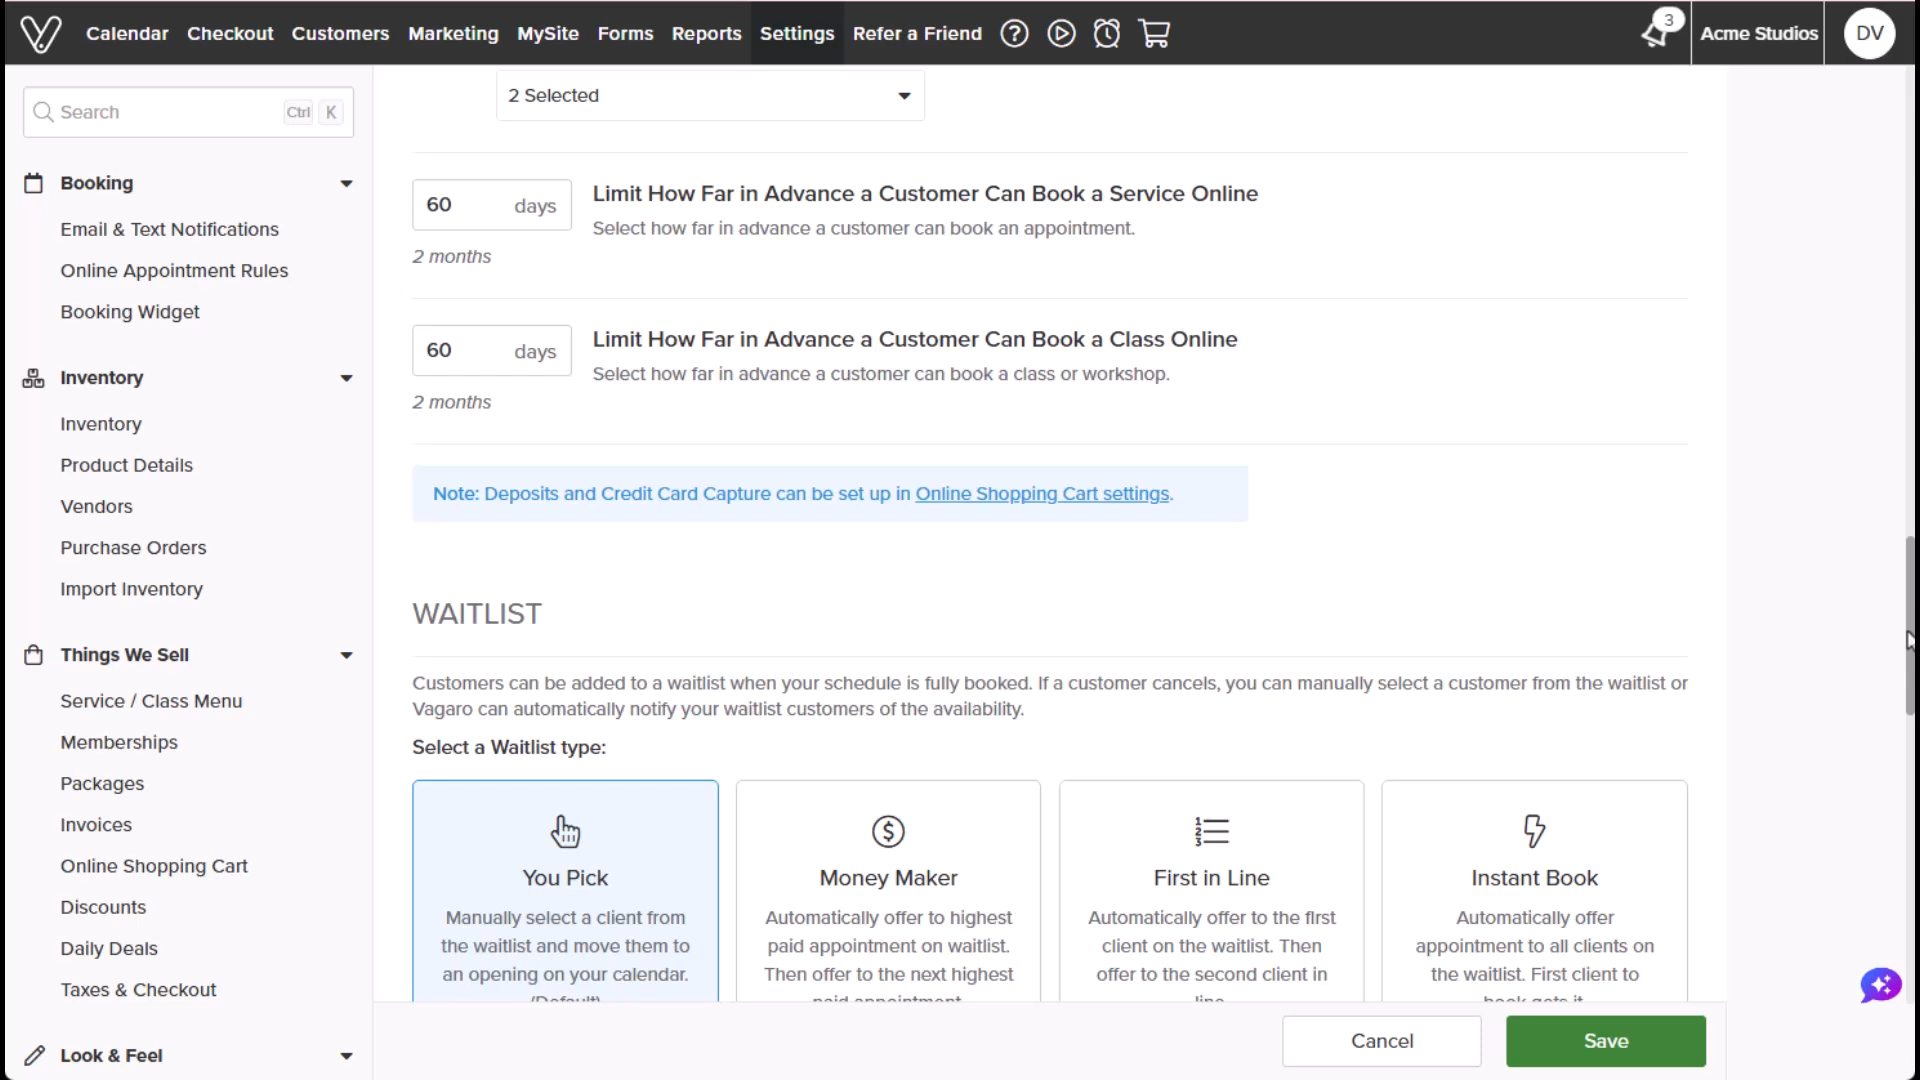 Calendar Checkout Customers Marketing MySite Forms Reports Settings Refer a Friend 3 Acme Studios DV
Search Ctrl K
Booking
Email & Text Notifications
Online Appointment Rules
Booking Widget
Inventory
Inventory
Product Details
Vendors
Purchase Orders
Import Inventory
Things We Sell
Service / Class Menu
Memberships
Packages
Invoices
Online Shopping Cart
Discounts
Daily Deals
Taxes & Checkout
Look & Feel
2 Selected
60 days
2 months
Limit How Far in Advance a Customer Can Book a Service Online
Select how far in advance a customer can book an appointment.
60 days
2 months
Limit How Far in Advance a Customer Can Book a Class Online
Select how far in advance a customer can book a class or workshop.
Note: Deposits and Credit Card Capture can be set up in Online Shopping Cart settings.
WAITLIST
Customers can be added to a waitlist when your schedule is fully booked. If a customer cancels, you can manually select a customer from the waitlist or
Vagaro can automatically notify your waitlist customers of the availability.
Select a Waitlist type:
You Pick
Manually select a client from
the waitlist and move them to
an opening on your calendar.
(Default)
Money Maker
Automatically offer to highest
paid appointment on waitlist.
Then offer to the next highest
paid appointment.
First in Line
Automatically offer to the first
client on the waitlist. Then
offer to the second client in
line.
Instant Book
Automatically offer
appointment to all clients on
the waitlist. First client to
book gets it.
Cancel
Save